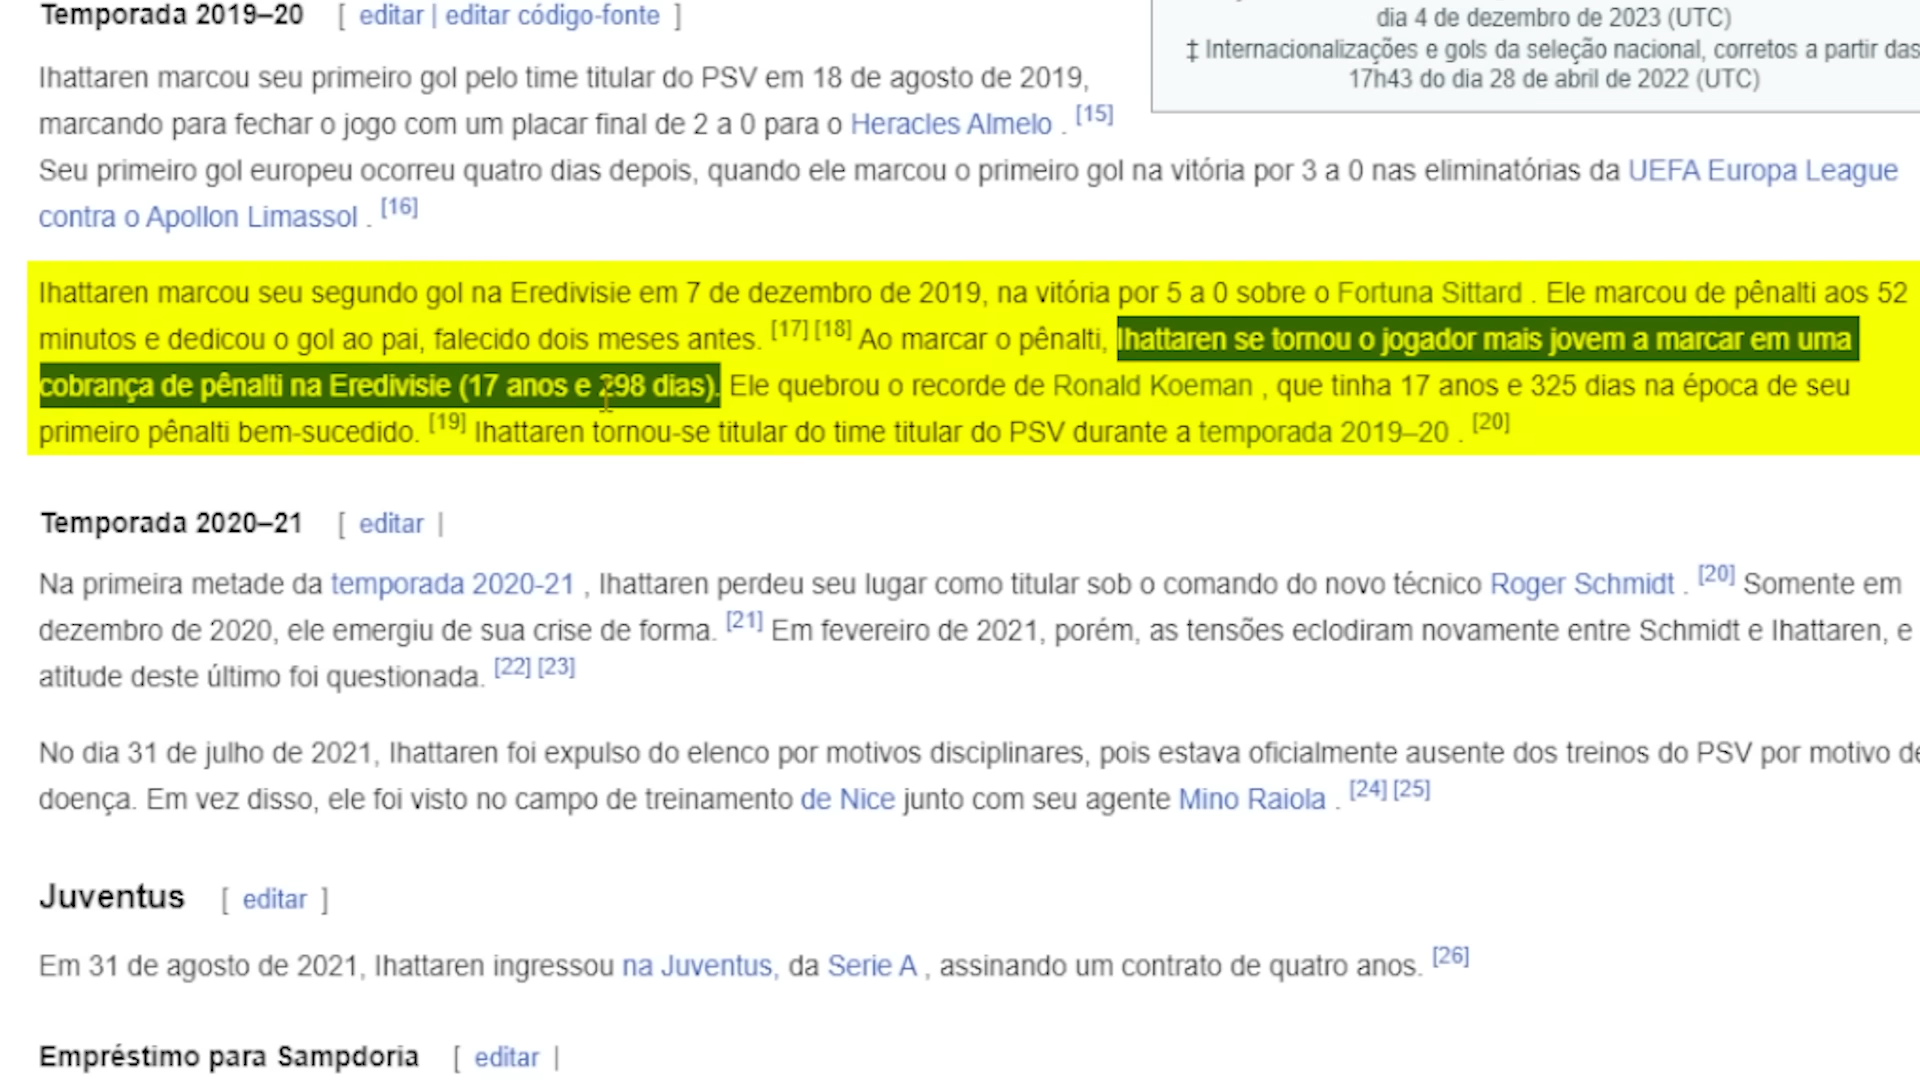 Temporada 2019–20 [ editar | editar código-fonte ]
dia 4 de dezembro de 2023 (UTC)
‡ Internacionalizações e gols da seleção nacional, corretos a partir das
17h43 do dia 28 de abril de 2022 (UTC)
Ihattaren marcou seu primeiro gol pelo time titular do PSV em 18 de agosto de 2019,
marcando para fechar o jogo com um placar final de 2 a 0 para o Heracles Almelo . [15]
Seu primeiro gol europeu ocorreu quatro dias depois, quando ele marcou o primeiro gol na vitória por 3 a 0 nas eliminatórias da UEFA Europa League
contra o Apollon Limassol . [16]
Ihattaren marcou seu segundo gol na Eredivisie em 7 de dezembro de 2019, na vitória por 5 a 0 sobre o Fortuna Sittard . Ele marcou de pênalti aos 52
minutos e dedicou o gol ao pai, falecido dois meses antes. [17] [18] Ao marcar o pênalti, Ihattaren se tornou o jogador mais jovem a marcar em uma
cobrança de pênalti na Eredivisie (17 anos e 298 dias). Ele quebrou o recorde de Ronald Koeman , que tinha 17 anos e 325 dias na época de seu
primeiro pênalti bem-sucedido. [19] Ihattaren tornou-se titular do time titular do PSV durante a temporada 2019–20 . [20]
Temporada 2020–21 [ editar |
Na primeira metade da temporada 2020-21 , Ihattaren perdeu seu lugar como titular sob o comando do novo técnico Roger Schmidt . [20] Somente em
dezembro de 2020, ele emergiu de sua crise de forma. [21] Em fevereiro de 2021, porém, as tensões eclodiram novamente entre Schmidt e Ihattaren, e
atitude deste último foi questionada. [22] [23]
No dia 31 de julho de 2021, Ihattaren foi expulso do elenco por motivos disciplinares, pois estava oficialmente ausente dos treinos do PSV por motivo de
doença. Em vez disso, ele foi visto no campo de treinamento de Nice junto com seu agente Mino Raiola . [24] [25]
Juventus [ editar ]
Em 31 de agosto de 2021, Ihattaren ingressou na Juventus, da Serie A , assinando um contrato de quatro anos. [26]
Empréstimo para Sampdoria [ editar |